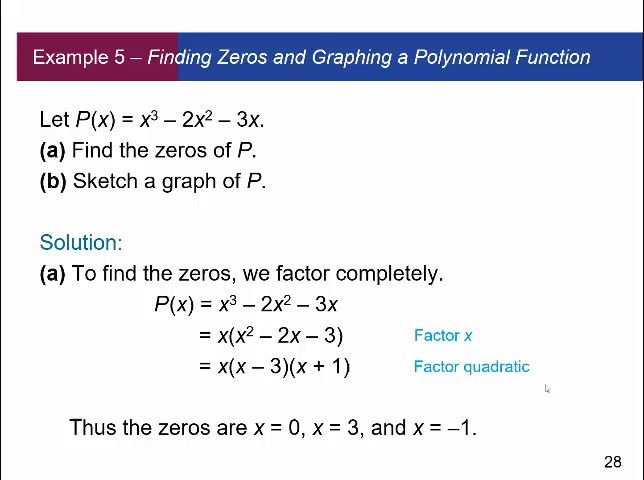 Example 5 – Finding Zeros and Graphing a Polynomial Function
Let P(x) = x³ – 2x² – 3x.
(a) Find the zeros of P.
(b) Sketch a graph of P.
Solution:
(a) To find the zeros, we factor completely.
P(x) = x³ – 2x² – 3x
= x(x² – 2x – 3) Factor x
= x(x – 3)(x + 1) Factor quadratic
Thus the zeros are x = 0, x = 3, and x = –1.
28